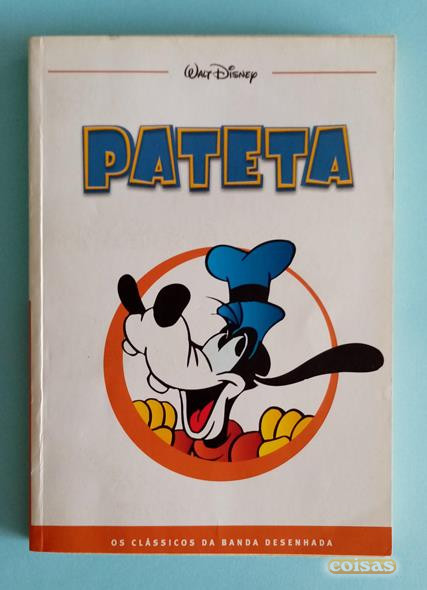 WALT DISNEY
PATETA
OS CLÁSSICOS DA BANDA DESENHADA
coisas